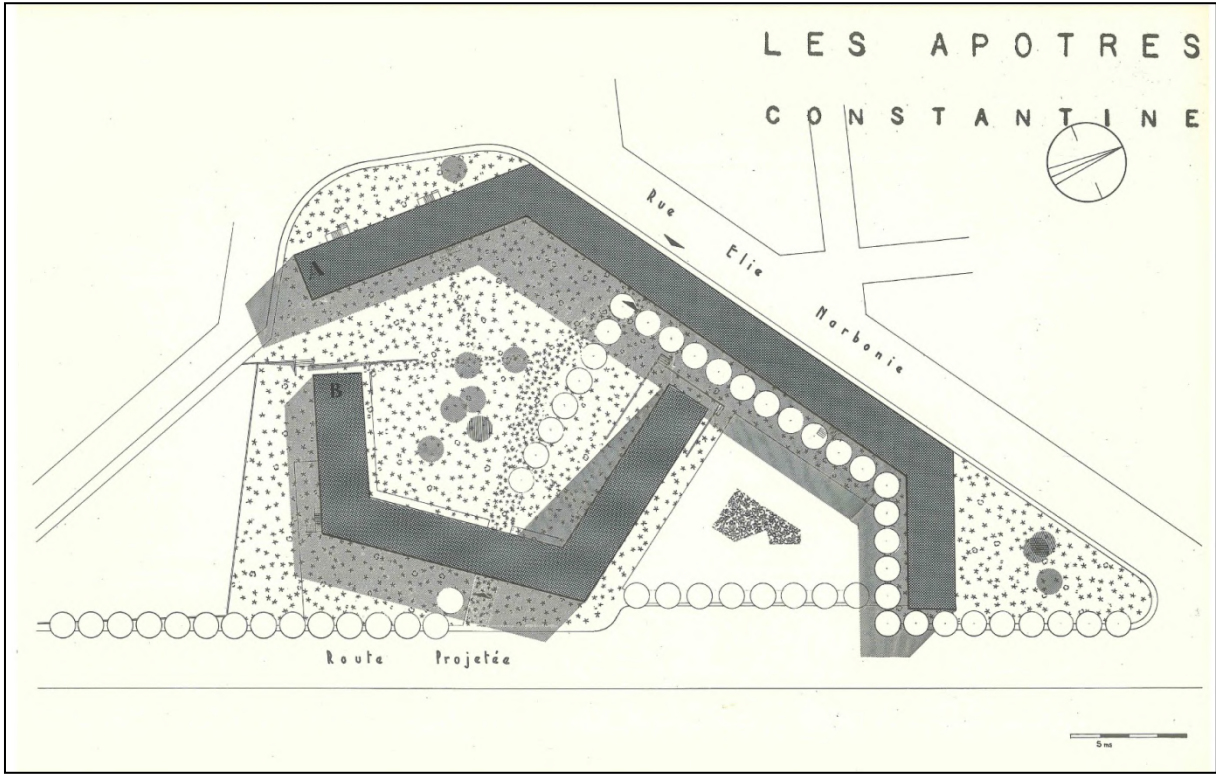 LES APOTRES
CONSTANTINE
Rue
Elie
Narbonie
A
B
Route Projetée
5 ms